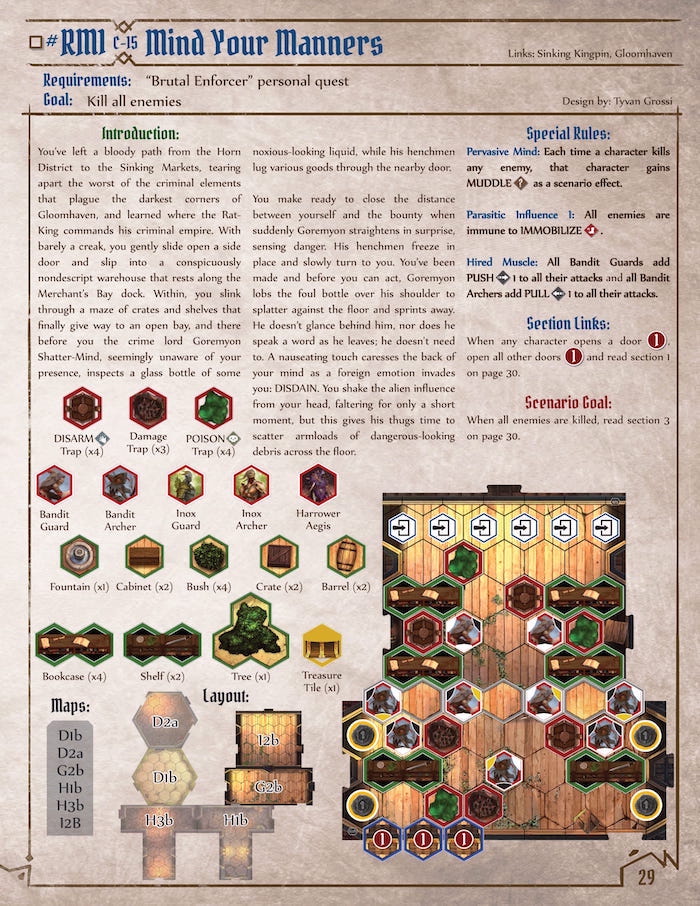 #RM1 C-15 Mind Your Manners
Links: Sinking Kingpin, Gloomhaven
Requirements: “Brutal Enforcer” personal quest
Goal: Kill all enemies
Design by: Tyvan Grossi
Introduction:
You’ve left a bloody path from the Horn
District to the Sinking Markets, tearing
apart the worst of the criminal elements
that plague the darkest corners of
Gloomhaven, and learned where the Rat-
King commands his criminal empire. With
barely a creak, you gently slide open a side
door and slip into a conspicuously
nondescript warehouse that rests along the
Merchant’s Bay dock. Within, you slink
through a maze of crates and shelves that
finally give way to an open bay, and there
before you the crime lord Goremyon
Shatter-Mind, seemingly unaware of your
presence, inspects a glass bottle of some
noxious-looking liquid, while his henchmen
lug various goods through the nearby door.
You make ready to close the distance
between yourself and the bounty when
suddenly Goremyon straightens in surprise,
sensing danger. His henchmen freeze in
place and slowly turn to you. You’ve been
made and before you can act, Goremyon
lobs the foul bottle over his shoulder to
splatter against the floor and sprints away.
He doesn’t glance behind him, nor does he
speak a word as he leaves; he doesn’t need
to. A nauseating touch caresses the back of
your mind as a foreign emotion invades
you: DISDAIN. You shake the alien influence
from your head, faltering for only a short
moment, but this gives his thugs time to
scatter armloads of dangerous-looking
debris across the floor.
Special Rules:
Pervasive Mind: Each time a character kills
any enemy, that character gains
MUDDLE ? as a scenario effect.
Parasitic Influence 1: All enemies are
immune to IMMOBILIZE .
Hired Muscle: All Bandit Guards add
PUSH 1 to all their attacks and all Bandit
Archers add PULL 1 to all their attacks.
Section Links:
When any character opens a door 1,
open all other doors 1 and read section 1
on page 30.
Scenario Goal:
When all enemies are killed, read section 3
on page 30.
DISARM
Trap (x4)
Damage
Trap (x3)
POISON
Trap (x4)
Bandit
Guard
Bandit
Archer
Inox
Guard
Inox
Archer
Harrower
Aegis
Fountain (x1)
Cabinet (x2)
Bush (x4)
Crate (x2)
Barrel (x2)
Bookcase (x4)
Shelf (x2)
Tree (x1)
Treasure
Tile (x1)
Maps:
D1b
D2a
G2b
H1b
H3b
I2B
Layout:
D2a
D1b
H3b
H1b
I2b
G2b
1
1
1
29